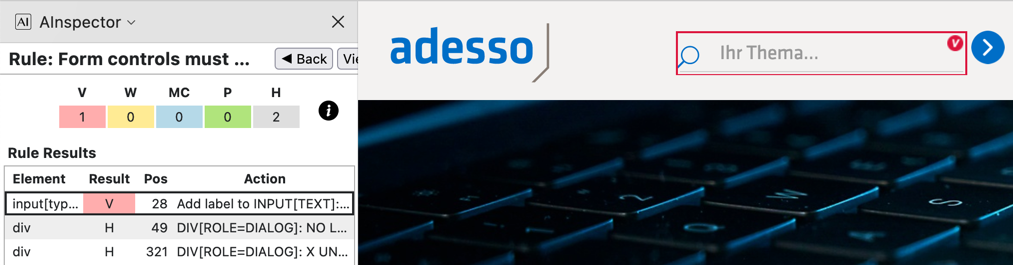 AI AInspector
Rule: Form controls must ...
◄ Back
Vie
V W MC P H
1 0 0 0 2
i
Rule Results
Element Result Pos Action
input[typ... V 28 Add label to INPUT[TEXT]:...
div H 49 DIV[ROLE=DIALOG]: NO L...
div H 321 DIV[ROLE=DIALOG]: X UN...
adesso
Ihr Thema...
V
2
W
Q
S